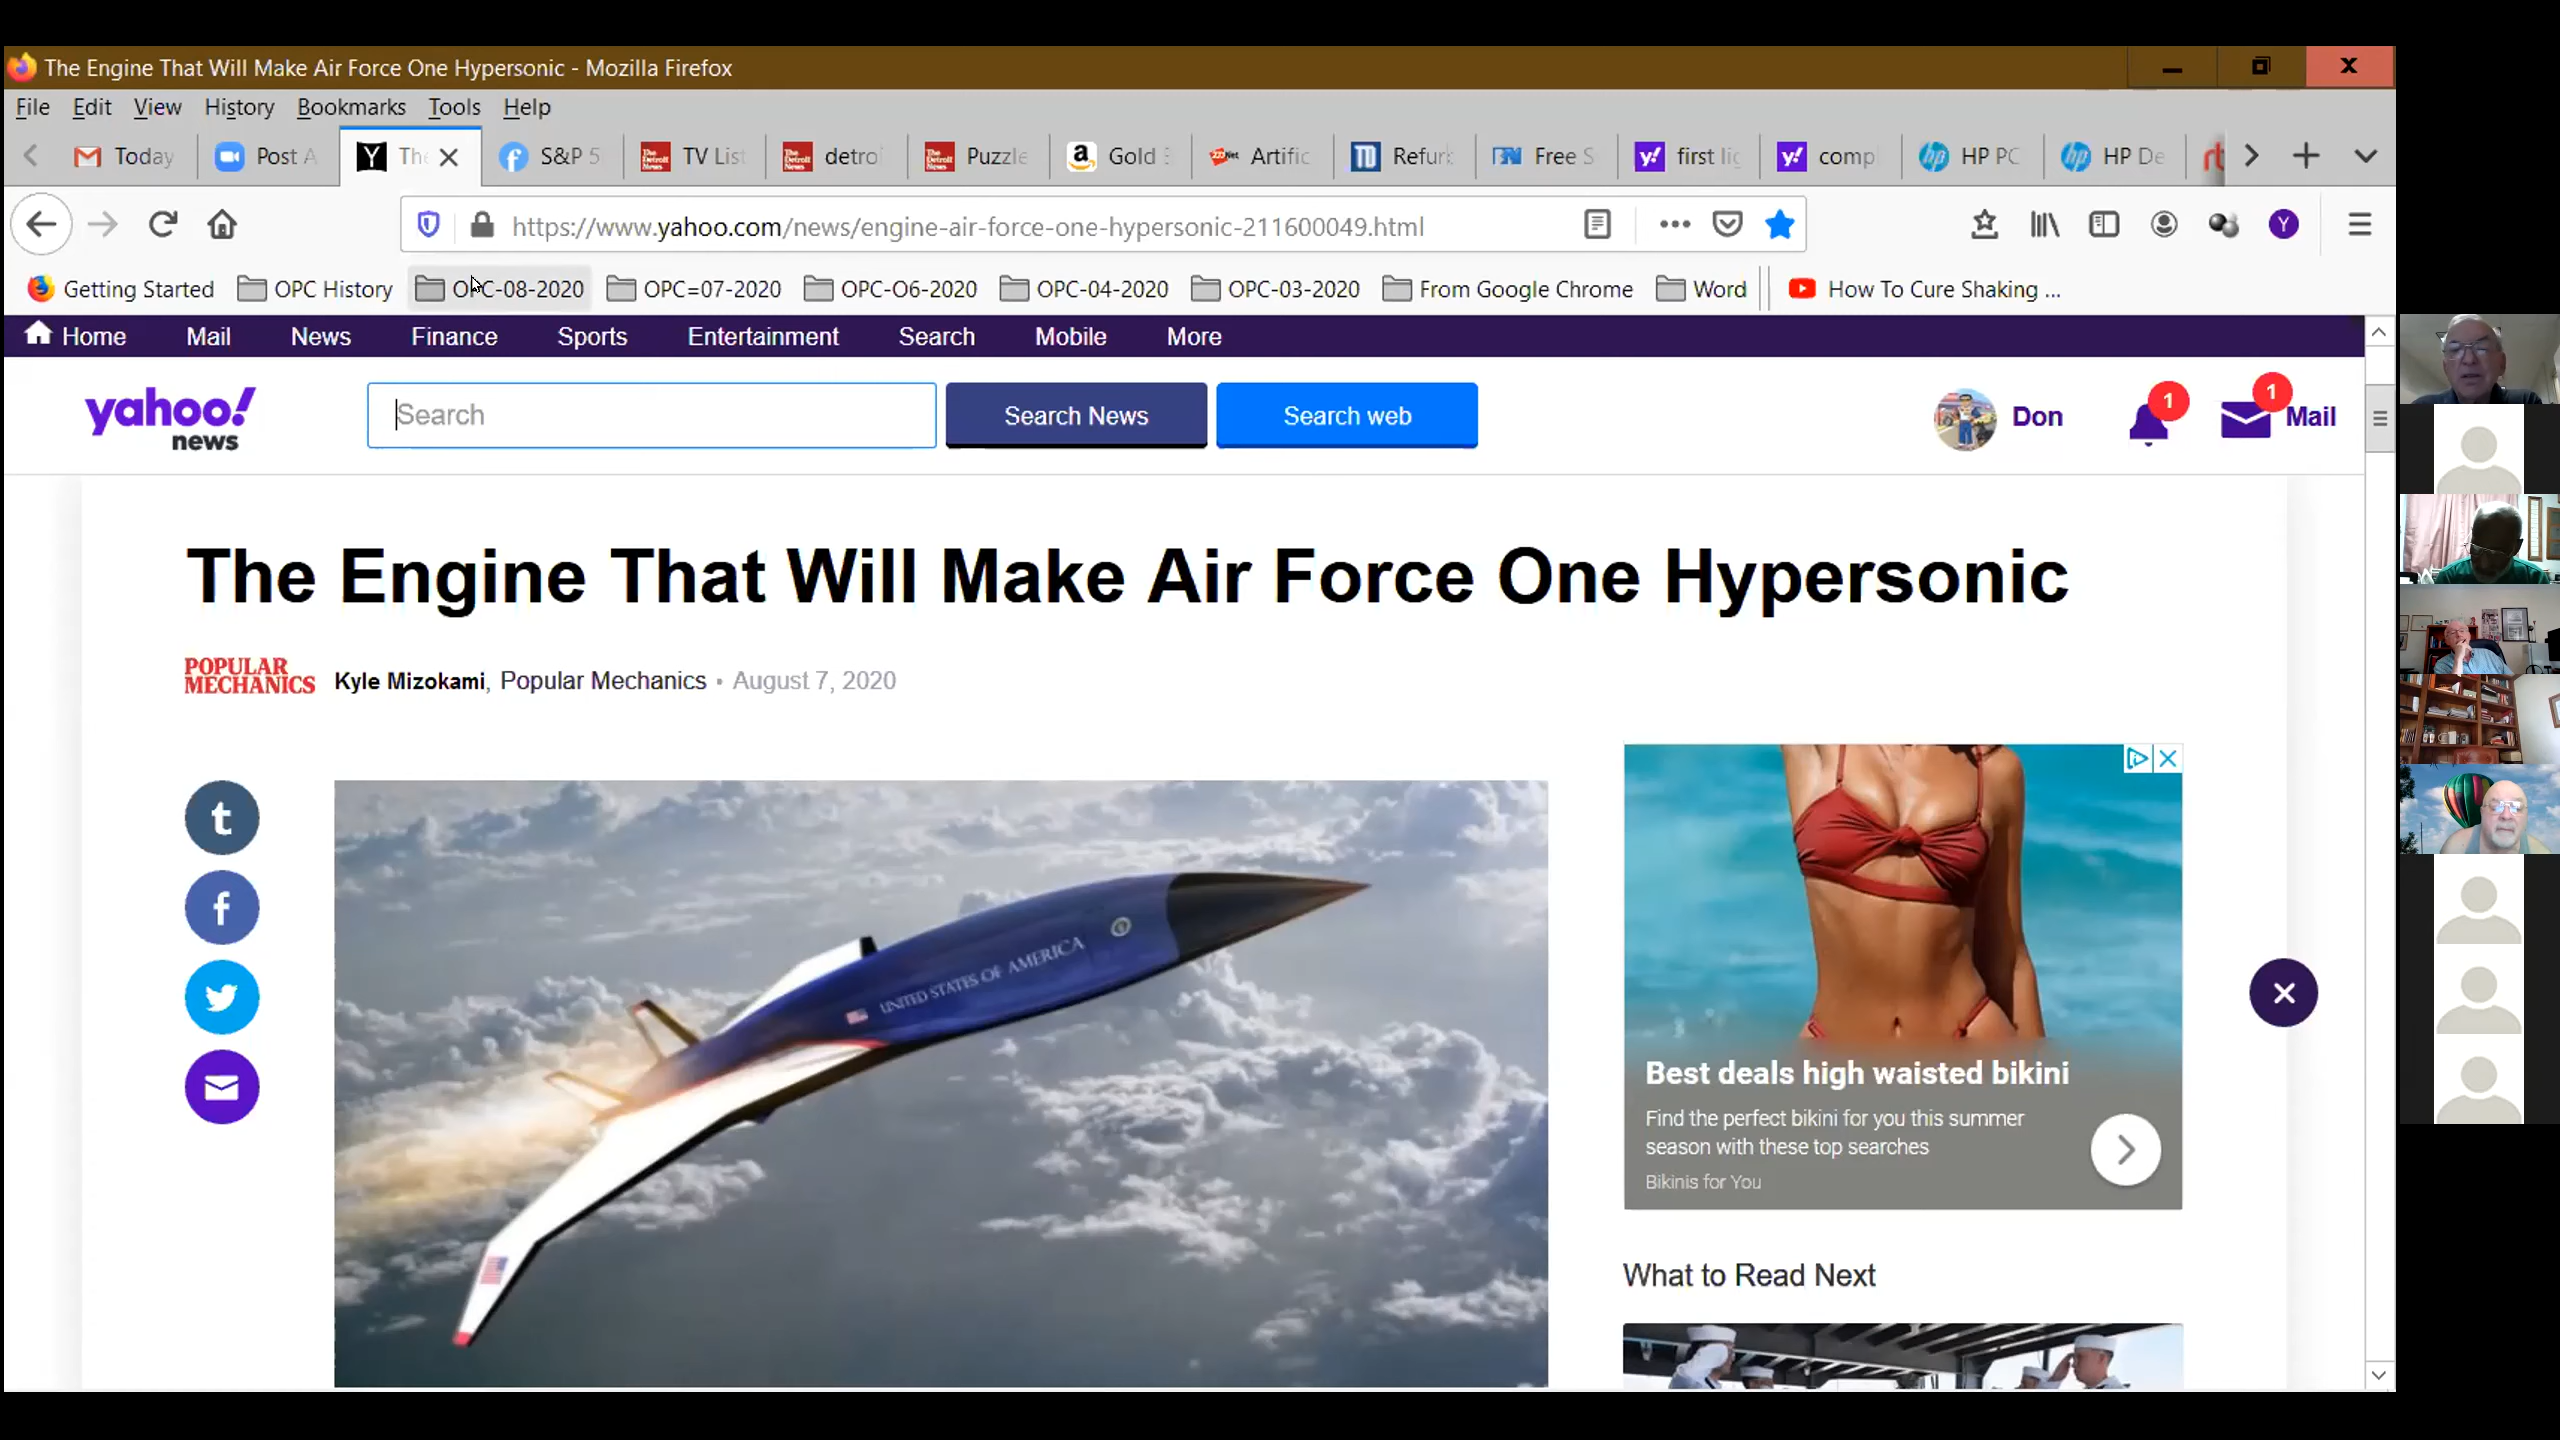 The Engine That Will Make Air Force One Hypersonic - Mozilla Firefox
File Edit View History Bookmarks Tools Help
Today Post A The S&P 5 TV List detro Puzzle Gold Artific Refurk Free S first lig comp HP PC HP De
https://www.yahoo.com/news/engine-air-force-one-hypersonic-211600049.html
Getting Started OPC History OPC-08-2020 OPC=07-2020 OPC-O6-2020 OPC-04-2020 OPC-03-2020 From Google Chrome Word How To Cure Shaking ...
Home Mail News Finance Sports Entertainment Search Mobile More
yahoo!
news
Search
Search News
Search web
Don
1
1
Mail
The Engine That Will Make Air Force One Hypersonic
POPULAR
MECHANICS
Kyle Mizokami, Popular Mechanics • August 7, 2020
UNITED STATES OF AMERICA
Best deals high waisted bikini
Find the perfect bikini for you this summer
season with these top searches
Bikinis for You
What to Read Next